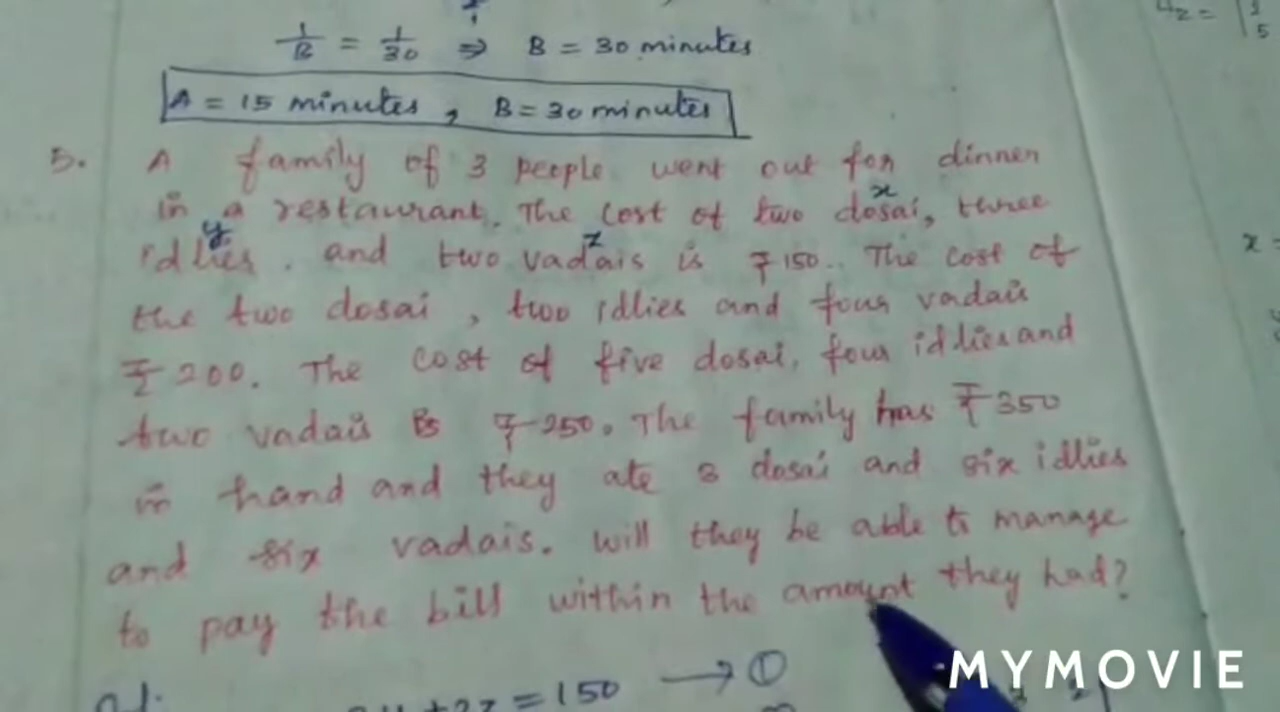 1/B = 1/30 ⇒ B = 30 minutes
A = 15 minutes, B = 30 minutes
5. A family of 3 people went out for dinner
in a restaurant. The cost of two dosai, three
x
y
z
idlies. and two vadais is ₹150.. The cost of
the two dosai, two idlies and four vadais
₹200. The cost of five dosai, four idlies and
two vadais is ₹250. The family has ₹350
in hand and they ate 3 dosai and six idlies
and six vadais. Will they be able to manage
to pay the bill within the amount they had?
+2z = 150 → ①
MYMOVIE